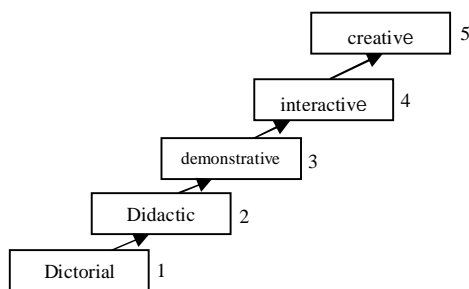 creative 5
interactive 4
demonstrative 3
Didactic 2
Dictorial 1